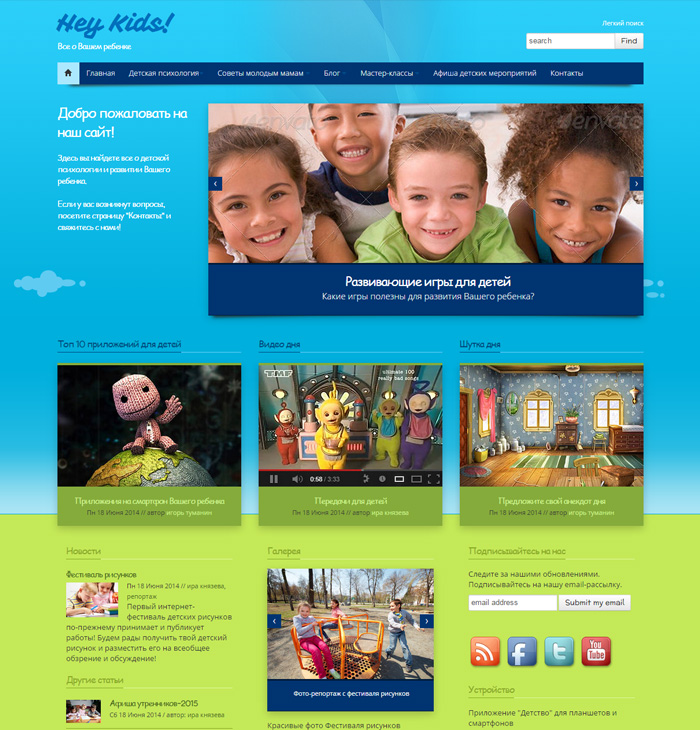 Hey Kids!
Все о Вашем ребенке
Легкий поиск
search
Find
Главная
Детская психология
Советы молодым мамам
Блог
Мастер-классы
Афиша детских мероприятий
Контакты
Добро пожаловать на
наш сайт!
Здесь вы найдете все о детской
психологии и развитии Вашего
ребенка.
Если у вас возникнут вопросы,
посетите страницу "Контакты" и
свяжитесь с нами!
envato
Развивающие игры для детей
Какие игры полезны для развития Вашего ребенка?
Топ 10 приложений для детей
Видео дня
Шутка дня
TIME
ultimate 100
really bad songs
0:58 / 3:33
Приложения на смартрон Вашего ребенка
Пн 18 Июня 2014 // автор игорь туманин
Передачи для детей
Пн 18 Июня 2014 // автор ира князева
Предложите свой анекдот дня
Пн 18 Июня 2014 // автор игорь туманин
Новости
Фестиваль рисунков
Пн 18 Июня 2014 // ира князева,
репортаж
Первый интернет-
фестиваль детских рисунков
по-прежнему принимает и публикует
работы! Будем рады получить твой детский
рисунок и разместить его на всеобщее
обзрение и обсуждение!
Другие статьи
Афиша утренников-2015
Сб 18 Июня 2014 / автор: ира князева
Галерея
Фото-репортаж с фестиваля рисунков
Красивые фото Фестиваля рисунков
Подписывайтесь на нас
Следите за нашими обновлениями.
Подписывайтесь на нашу email-рассылку.
email address
Submit my email
You
Tube
Устройство
Приложение "Детство" для планшетов и
смартфонов